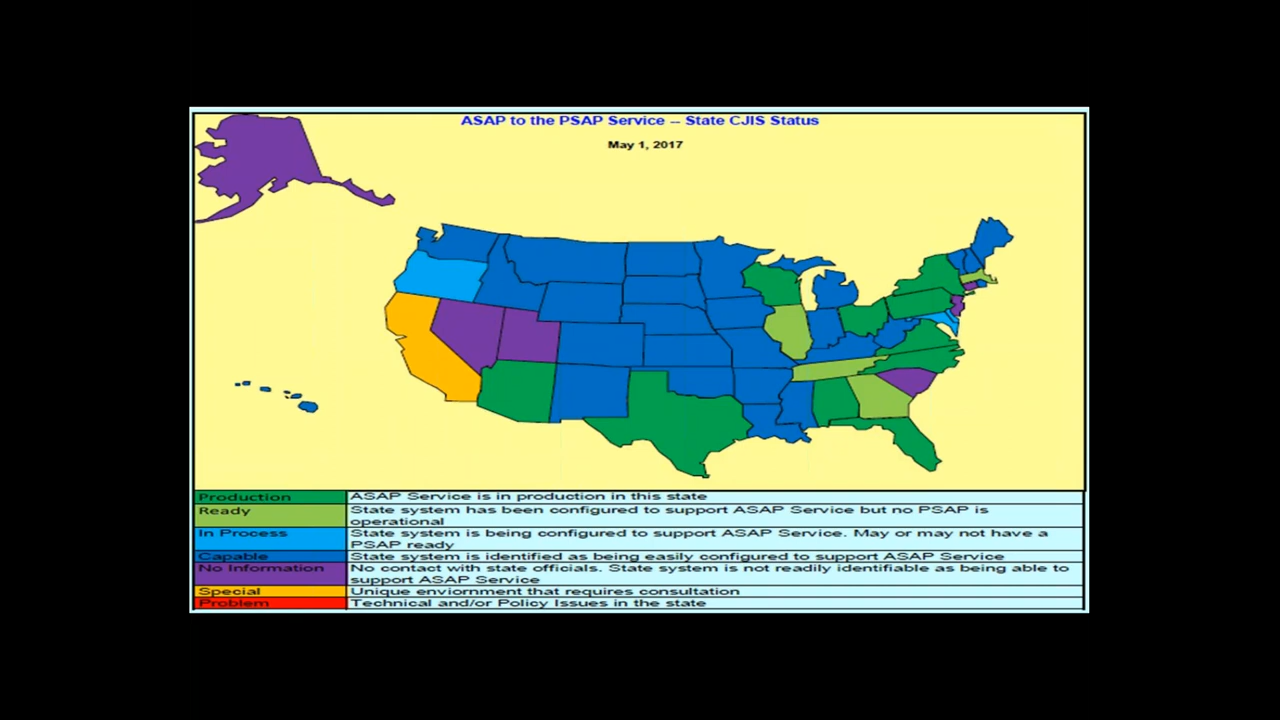 ASAP to the PSAP Service -- State CJIS Status
May 1, 2017
Production ASAP Service is in production in this state
Ready State system has been configured to support ASAP Service but no PSAP is
operational
In Process State system is being configured to support ASAP Service. May or may not have a
PSAP ready
Capable State system is identified as being easily configured to support ASAP Service
No Information No contact with state officials. State system is not readily identifiable as being able to
support ASAP Service
Special Unique enviornment that requires consultation
Problem Technical and/or Policy Issues in the state